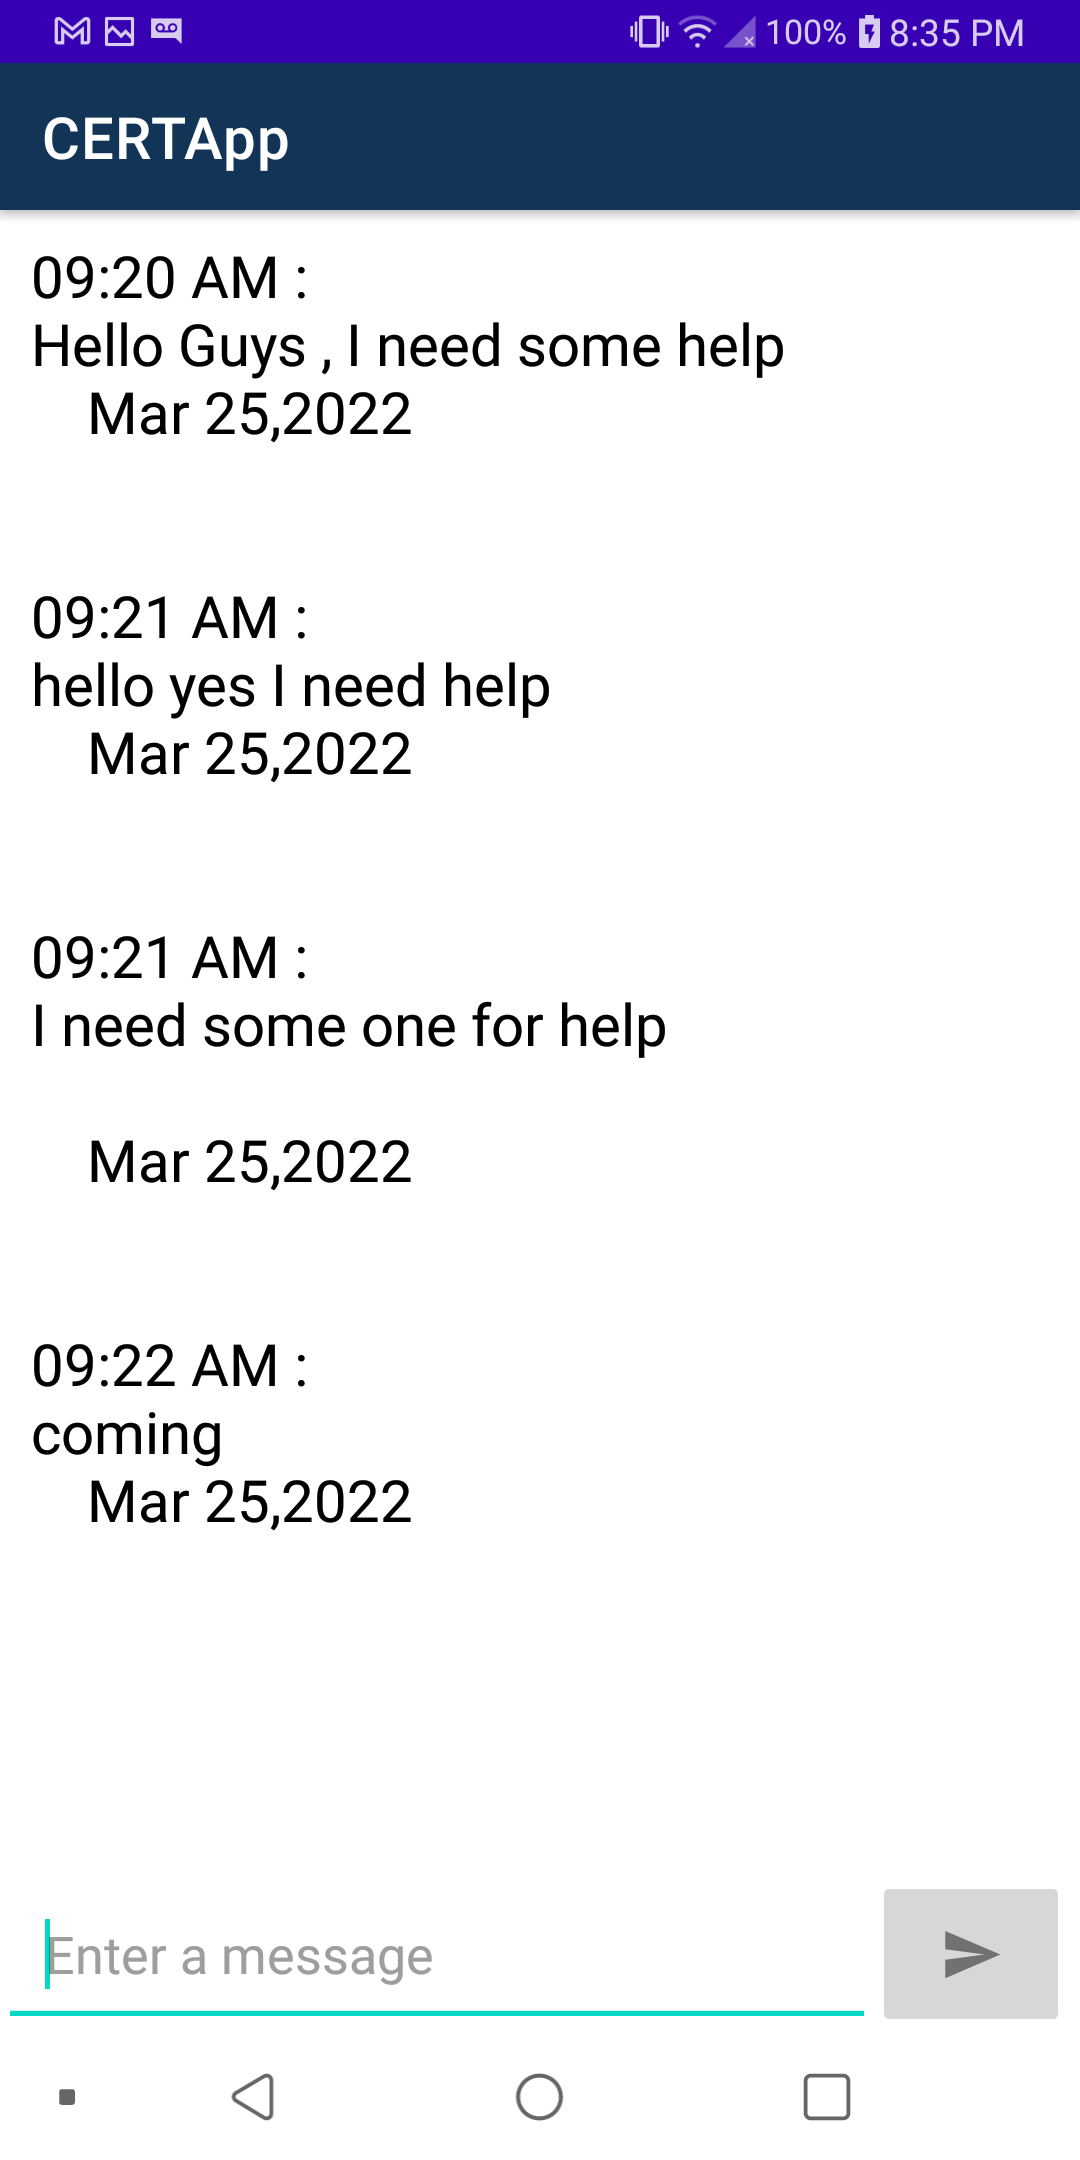 100% 8:35 PM
CERTApp
09:20 AM :
Hello Guys , I need some help
Mar 25,2022
09:21 AM :
hello yes I need help
Mar 25,2022
09:21 AM :
I need some one for help
Mar 25,2022
09:22 AM :
coming
Mar 25,2022
Enter a message